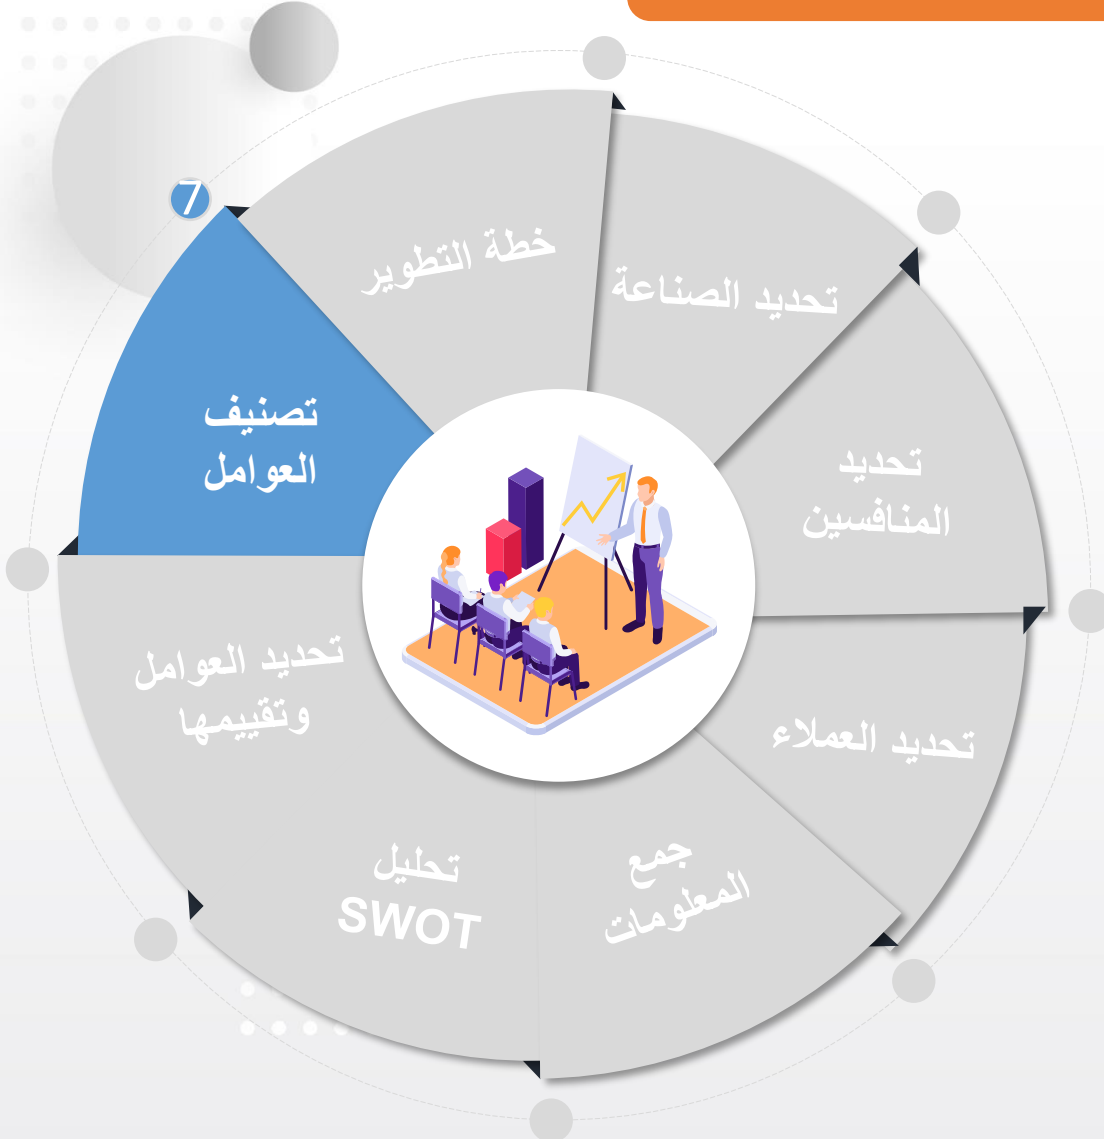 تحديد الصناعة
تحديد
المنافسين
تحديد العملاء
جمع
المعلومات
تحليل
SWOT
تحديد العوامل
وتقييمها
7
تصنيف
العوامل
خطة التطوير